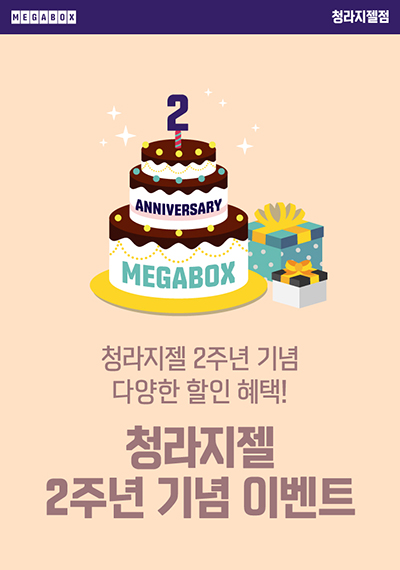 MEGABOX
청라지젤점
2
ANNIVERSARY
MEGABOX
청라지젤 2주년 기념
다양한 할인 혜택!
청라지젤
2주년 기념 이벤트